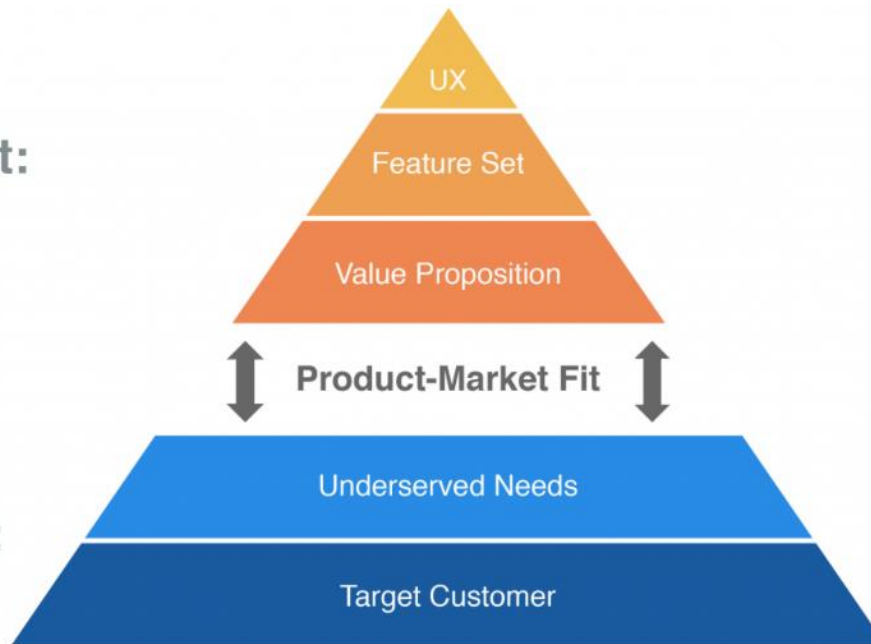 UX
t:
Feature Set
Value Proposition
Product-Market Fit
Underserved Needs
Target Customer